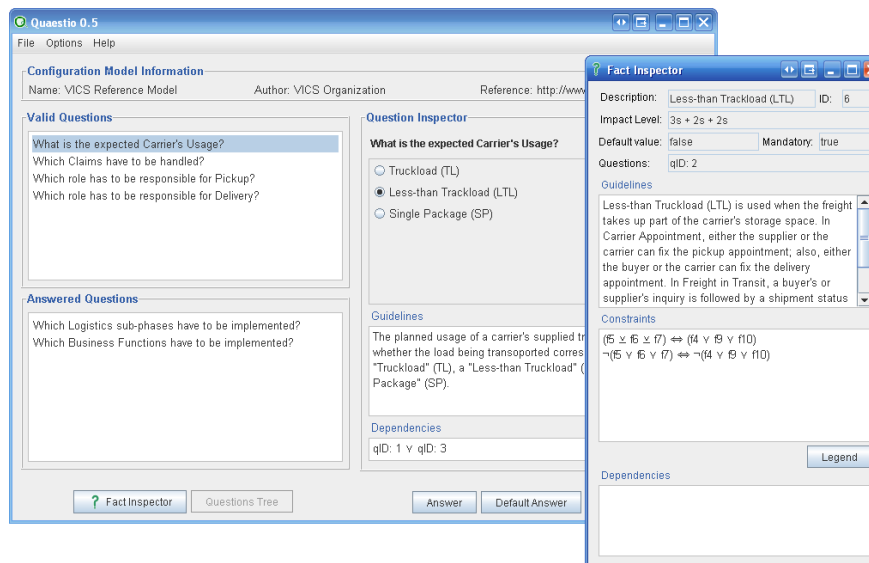 Quaestio 0.5
File Options Help
Configuration Model Information
Name: VICS Reference Model Author: VICS Organization Reference: http://www
Valid Questions
What is the expected Carrier's Usage?
Which Claims have to be handled?
Which role has to be responsible for Pickup?
Which role has to be responsible for Delivery?
Answered Questions
Which Logistics sub-phases have to be implemented?
Which Business Functions have to be implemented?
? Fact Inspector Questions Tree
Question Inspector
What is the expected Carrier's Usage?
Truckload (TL)
Less-than Trackload (LTL)
Single Package (SP)
Guidelines
The planned usage of a carrier's supplied tr
whether the load being transoported corres
"Truckload" (TL), a "Less-than Truckload" (
Package" (SP).
Dependencies
qID: 1 ∨ qID: 3
Answer Default Answer
? Fact Inspector
Description: Less-than Trackload (LTL) ID: 6
Impact Level: 3s + 2s + 2s
Default value: false Mandatory: true
Questions: qID: 2
Guidelines
Less-than Truckload (LTL) is used when the freight
takes up part of the carrier's storage space. In
Carrier Appointment, either the supplier or the
carrier can fix the pickup appointment; also, either
the buyer or the carrier can fix the delivery
appointment. In Freight in Transit, a buyer's or
supplier's inquiry is followed by a shipment status
Constraints
(f5 ⊻ f6 ⊻ f7) ⇔ (f4 ∨ f9 ∨ f10)
¬(f5 ∨ f6 ∨ f7) ⇔ ¬(f4 ∨ f9 ∨ f10)
Legend
Dependencies